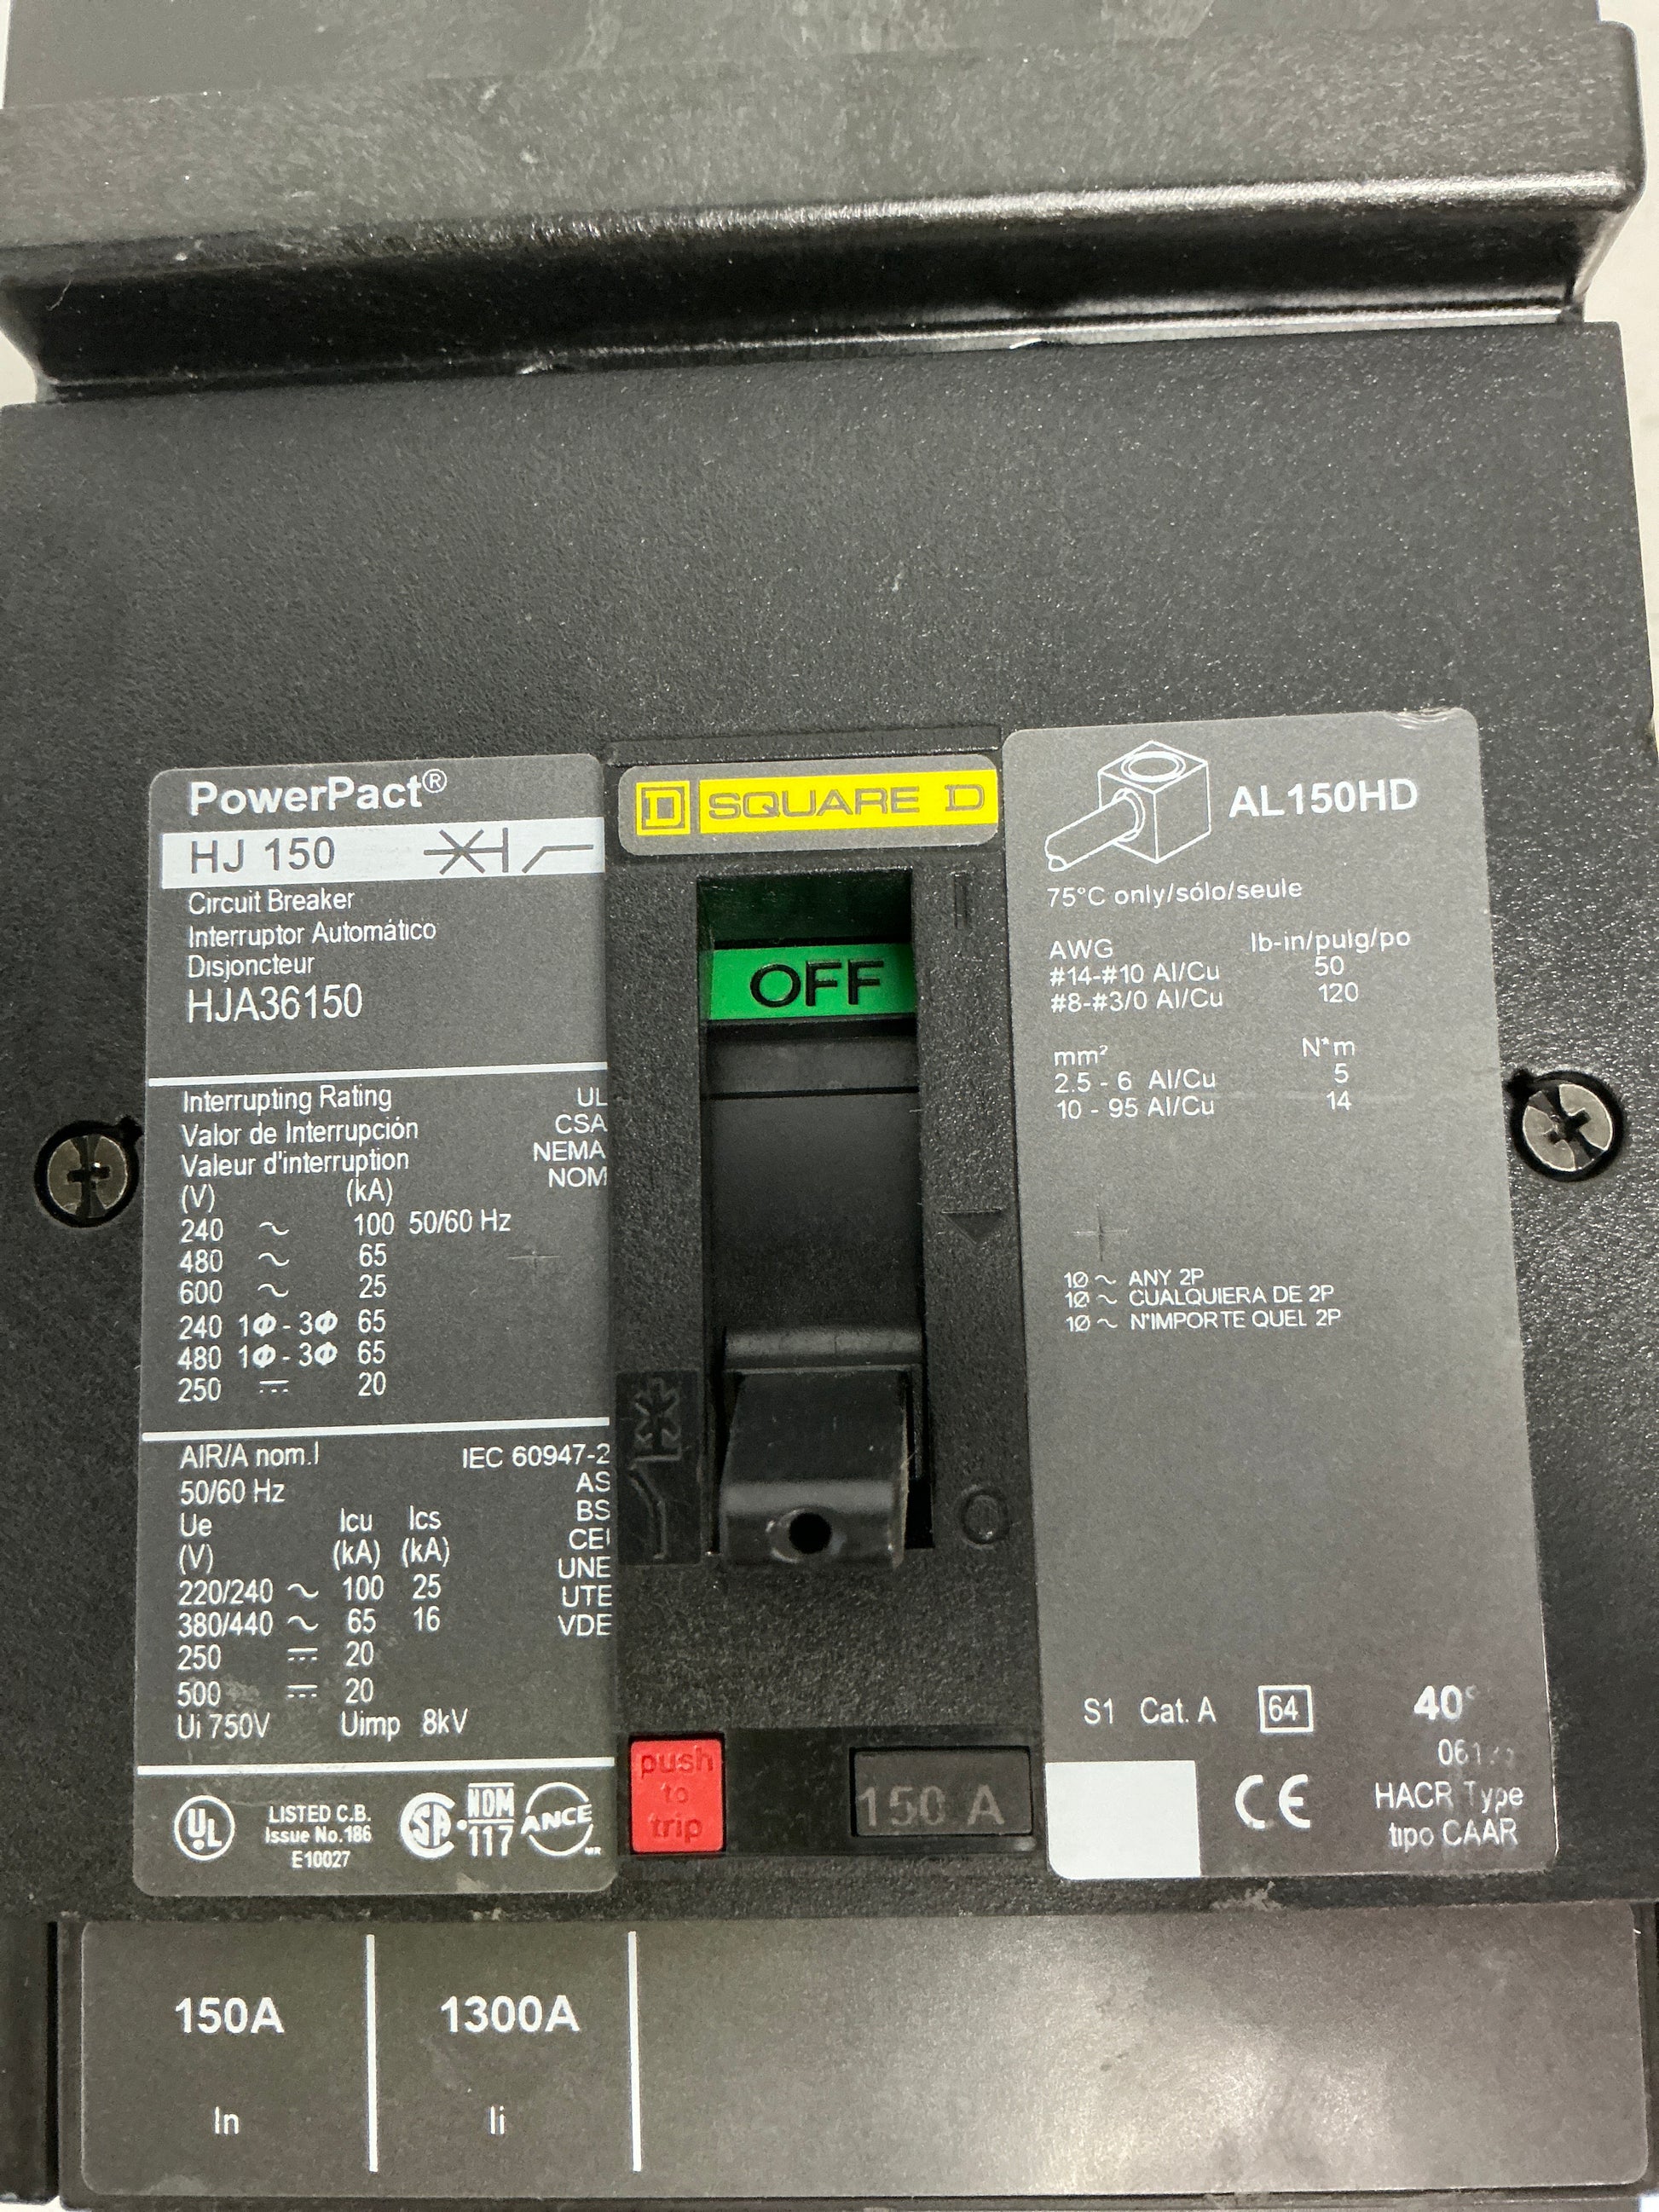 PowerPact®
HJ 150
Circuit Breaker
Interruptor Automático
Disjoncteur
HJA36150
Interrupting Rating UL
Valor de Interrupción CSA
Valeur d'interruption NEMA
(V) (kA) NOM
240 ~ 100 50/60 Hz
480 ~ 65
600 ~ 25
240 1Φ - 3Φ 65
480 1Φ - 3Φ 65
250 ⎓ 20
AIR/A nom.I IEC 60947-2
50/60 Hz AS
Ue Icu Ics BS
(V) (kA) (kA) CEI
UNE
220/240 ~ 100 25 UTE
380/440 ~ 65 16 VDE
250 ⎓ 20
500 ⎓ 20
Ui 750V Uimp 8kV
UL
LISTED C.B.
Issue No.186
E10027
SA
NOM
117
ANCE
MR
D SQUARE D
I
OFF
O
push
to
trip
150 A
AL150HD
75°C only/sólo/seule
AWG lb-in/pulg/po
#14-#10 Al/Cu 50
#8-#3/0 Al/Cu 120
mm² N*m
2.5 - 6 Al/Cu 5
10 - 95 Al/Cu 14
1Ø ~ ANY 2P
1Ø ~ CUALQUIERA DE 2P
1Ø ~ N'IMPORTE QUEL 2P
S1 Cat. A 64 40°
CE
HACR Type
tipo CAAR
150A 1300A
In Ii